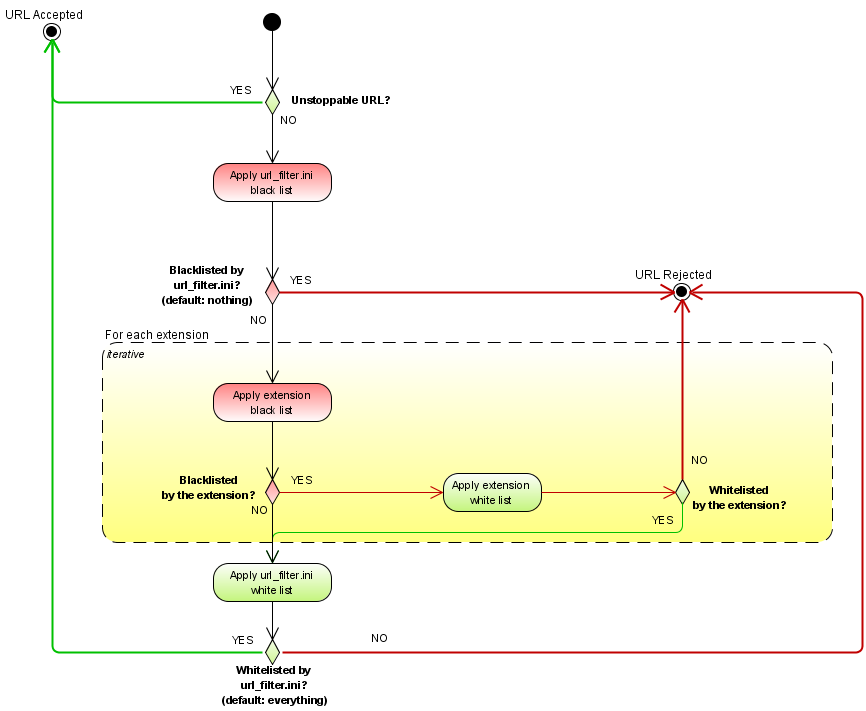 URL Accepted
YES
Unstoppable URL?
NO
Apply url_filter.ini
black list
Blacklisted by
url_filter.ini?
(default: nothing)
YES
URL Rejected
NO
For each extension
iterative
Apply extension
black list
NO
Blacklisted
by the extension?
YES
Apply extension
white list
Whitelisted
by the extension?
NO
YES
Apply url_filter.ini
white list
YES
NO
Whitelisted by
url_filter.ini?
(default: everything)